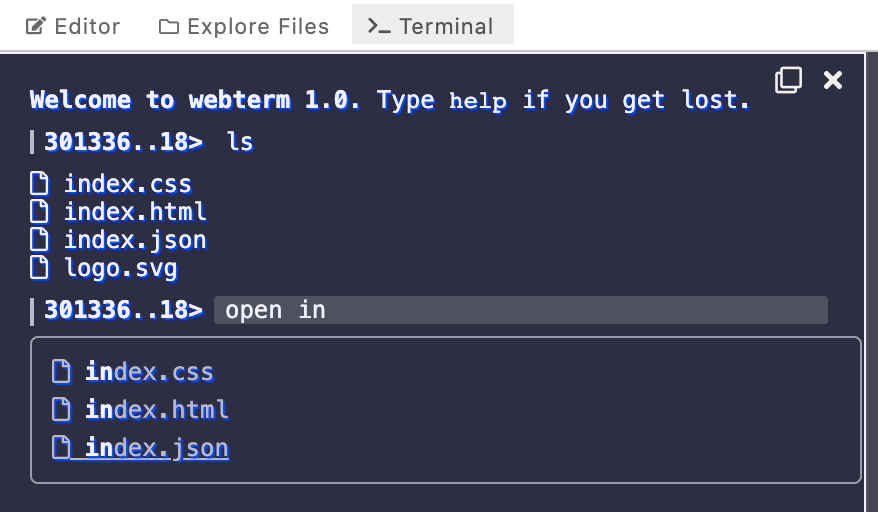 Editor Explore Files Terminal
Welcome to webterm 1.0. Type help if you get lost.
301336..18> ls
index.css
index.html
index.json
logo.svg
301336..18> open in
index.css
index.html
index.json